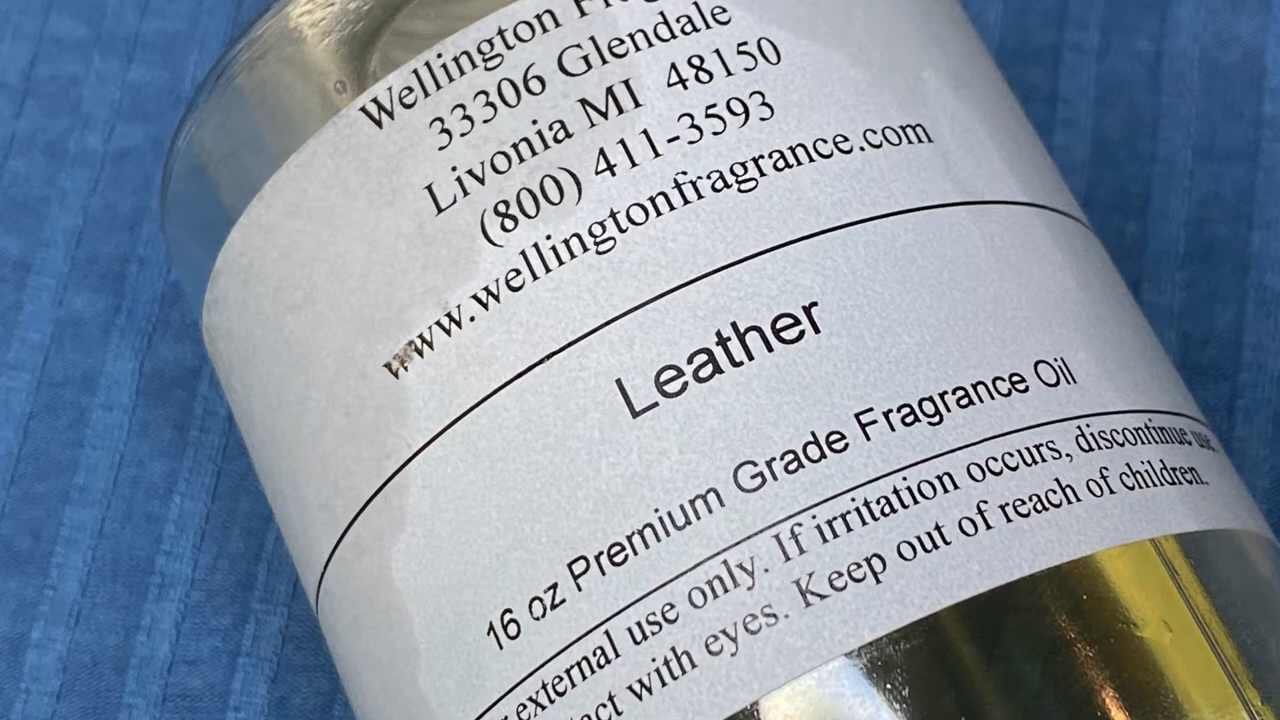 Wellington
33306 Glendale
Livonia MI 48150
(800) 411-3593
www.wellingtonfragrance.com
Leather
16 oz Premium Grade Fragrance Oil
external use only. If irritation occurs, discontinue use
with eyes. Keep out of reach of children.